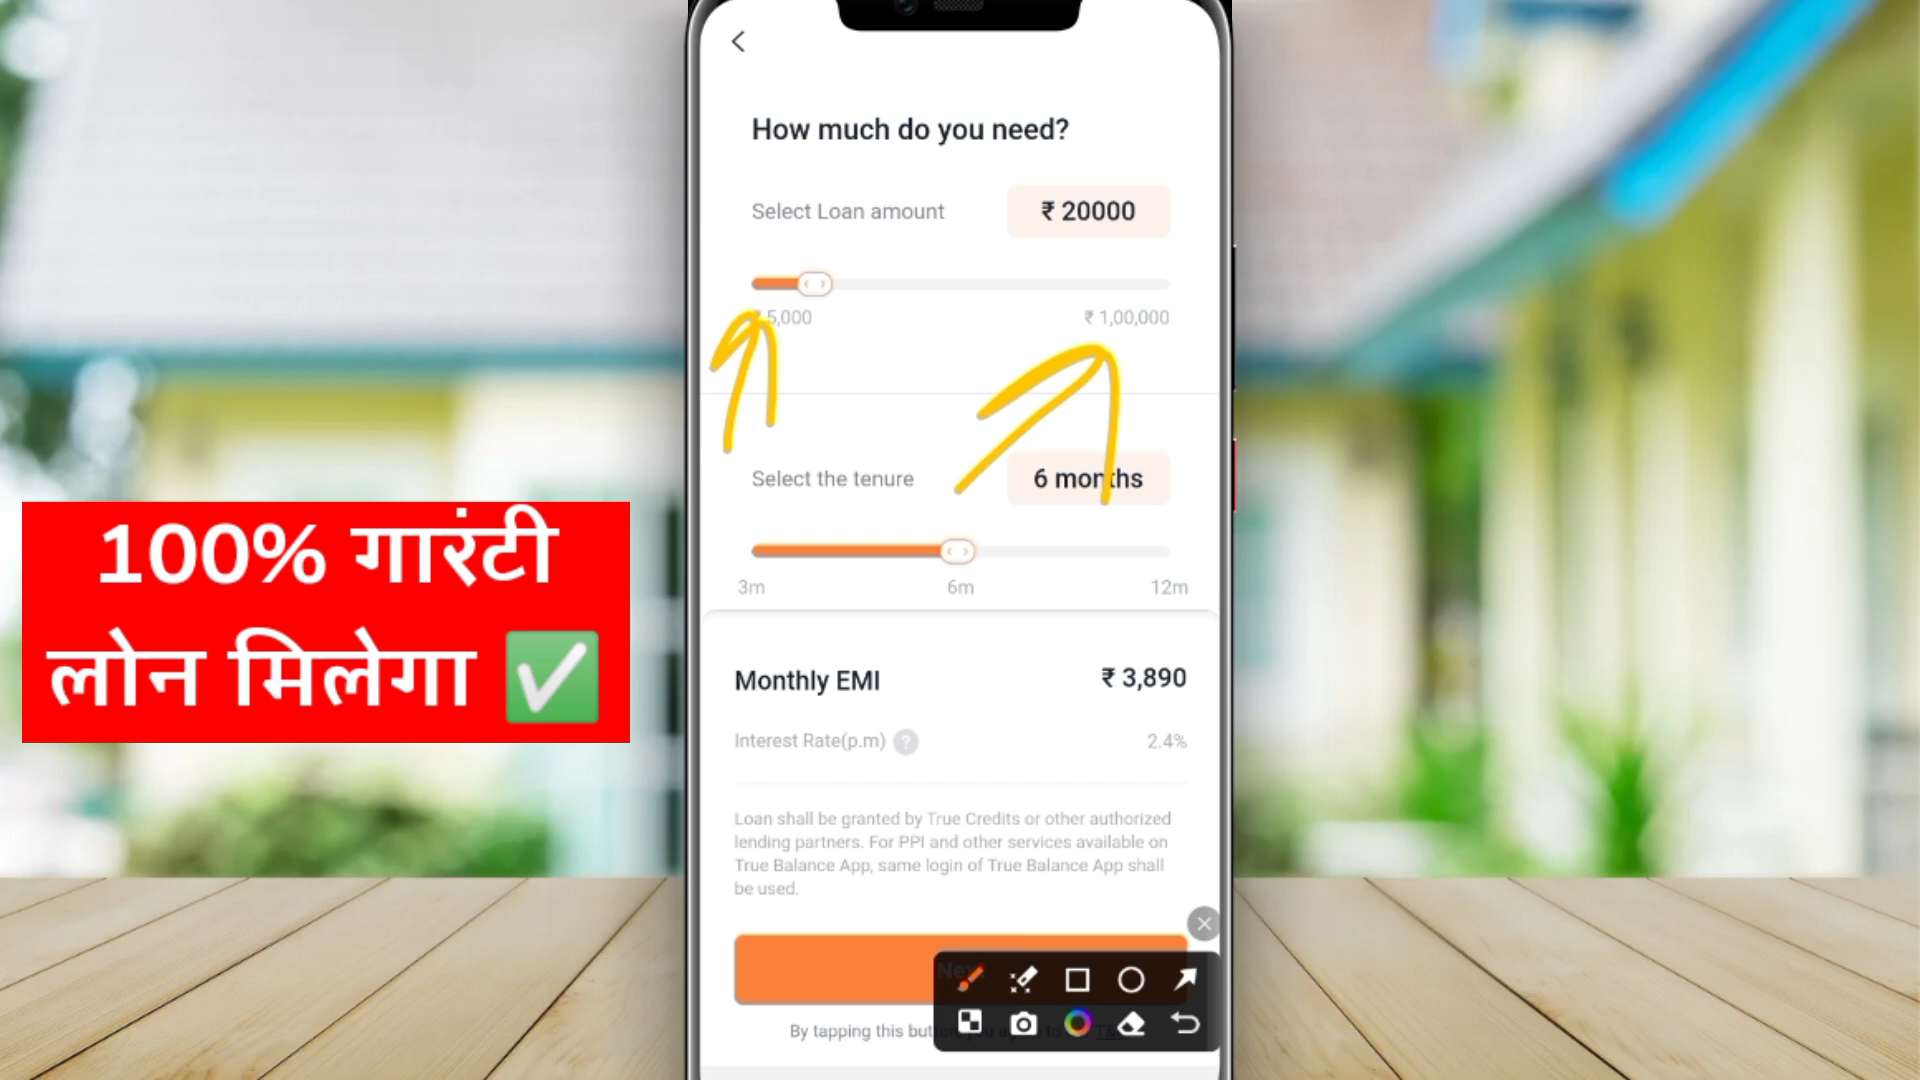 How much do you need?
Select Loan amount
₹ 20000
5,000
₹ 1,00,000
Select the tenure
6 months
3m
6m
12m
100% गारंटी
लोन मिलेगा ✅
Monthly EMI
₹ 3,890
Interest Rate(p.m) ?
2.4%
Loan shall be granted by True Credits or other authorized
lending partners. For PPI and other services available on
True Balance App, same login of True Balance App shall
be used.
By tapping this